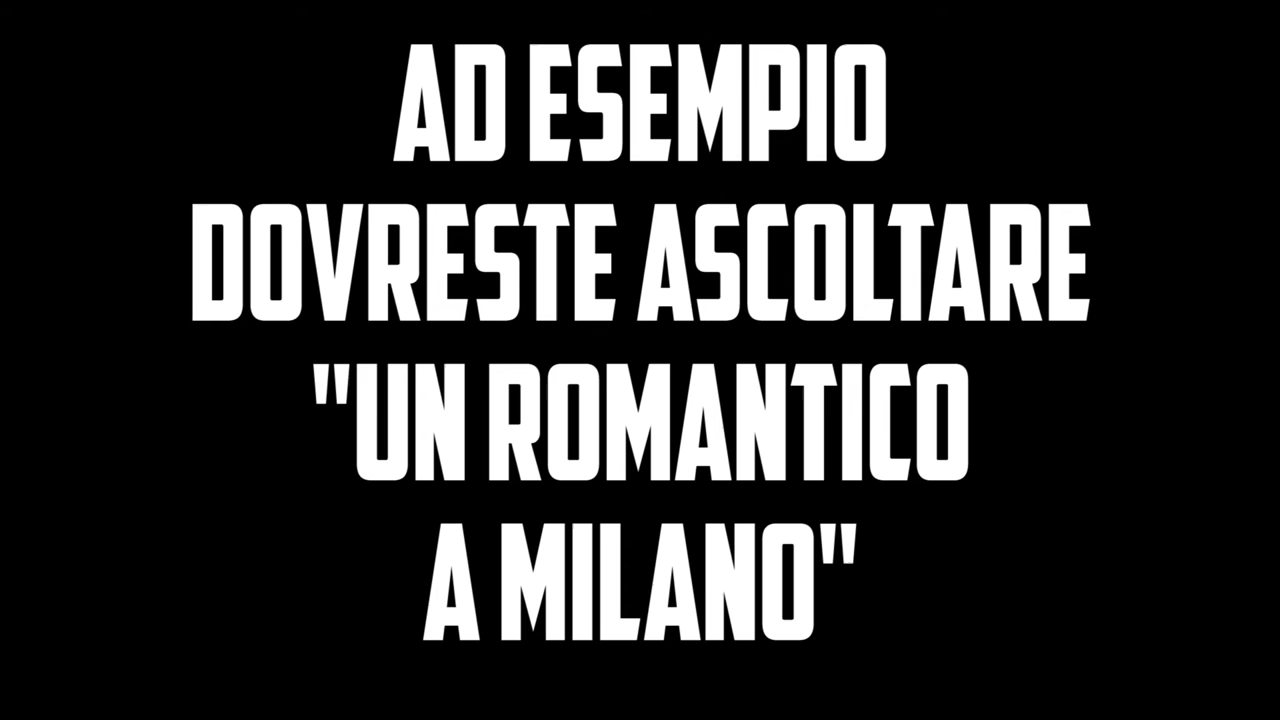 AD ESEMPIO
DOVRESTE ASCOLTARE
"UN ROMANTICO
A MILANO"